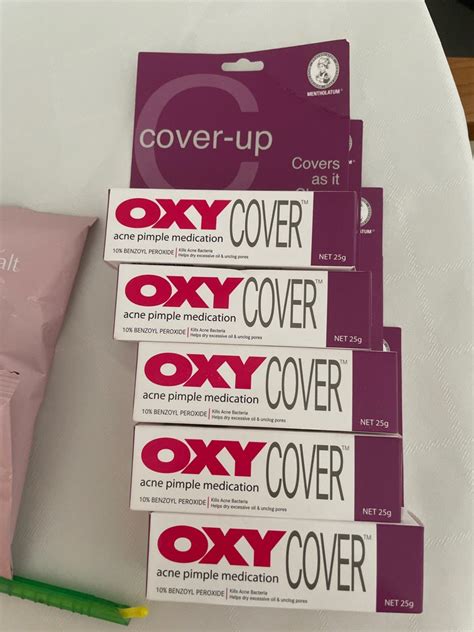 MENTHOLATUM
C
cover-up
Covers
as it
OXY COVER™
acne pimple medication
10% BENZOYL PEROXIDE
Kills Acne Bacteria
Helps dry excessive oil & unclog pores
NET 25g
OXY COVER™
acne pimple medication
10% BENZOYL PEROXIDE
Kills Acne Bacteria
Helps dry excessive oil & unclog pores
NET 25g
OXY COVER™
acne pimple medication
10% BENZOYL PEROXIDE
Kills Acne Bacteria
Helps dry excessive oil & unclog pores
NET 25g
OXY COVER™
acne pimple medication
10% BENZOYL PEROXIDE
Kills Acne Bacteria
Helps dry excessive oil & unclog pores
NET 25g
OXY COVER™
acne pimple medication
10% BENZOYL PEROXIDE
Kills Acne Bacteria
Helps dry excessive oil & unclog pores
NET 25g